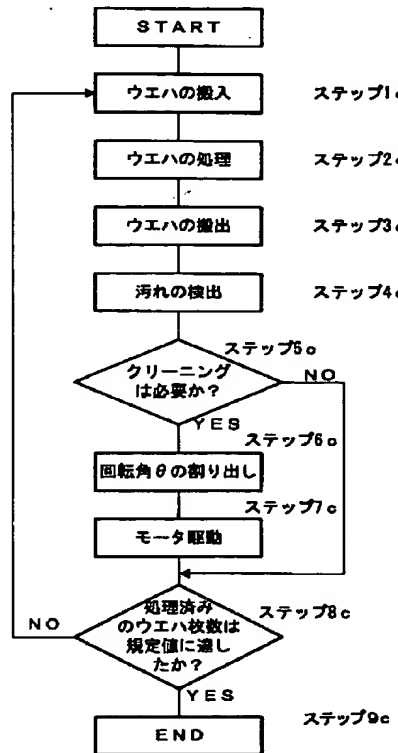 START
ウエハの搬入
ステップ1c
ウエハの処理
ステップ2c
ウエハの搬出
ステップ3c
汚れの検出
ステップ4c
ステップ5c
クリーニング
は必要か?
NO
YES
ステップ6c
回転角θの割り出し
ステップ7c
モータ駆動
処理済み
のウエハ枚数は
規定値に達し
たか?
ステップ8c
NO
YES
ステップ9c
END